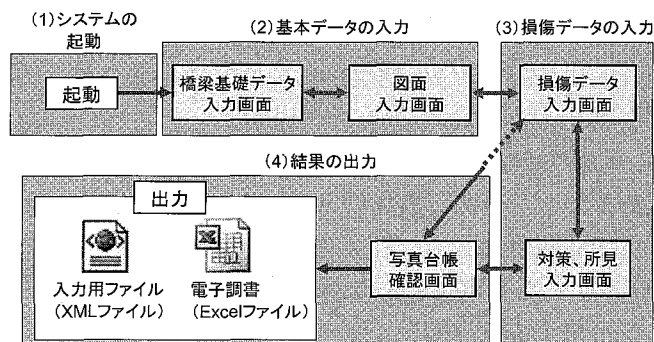 (1)システムの
起動
(2)基本データの入力
(3)損傷データの入力
起動
橋梁基礎データ
入力画面
図面
入力画面
損傷データ
入力画面
(4)結果の出力
出力
入力用ファイル
(XMLファイル)
電子調書
(Excelファイル)
写真台帳
確認画面
対策、所見
入力画面